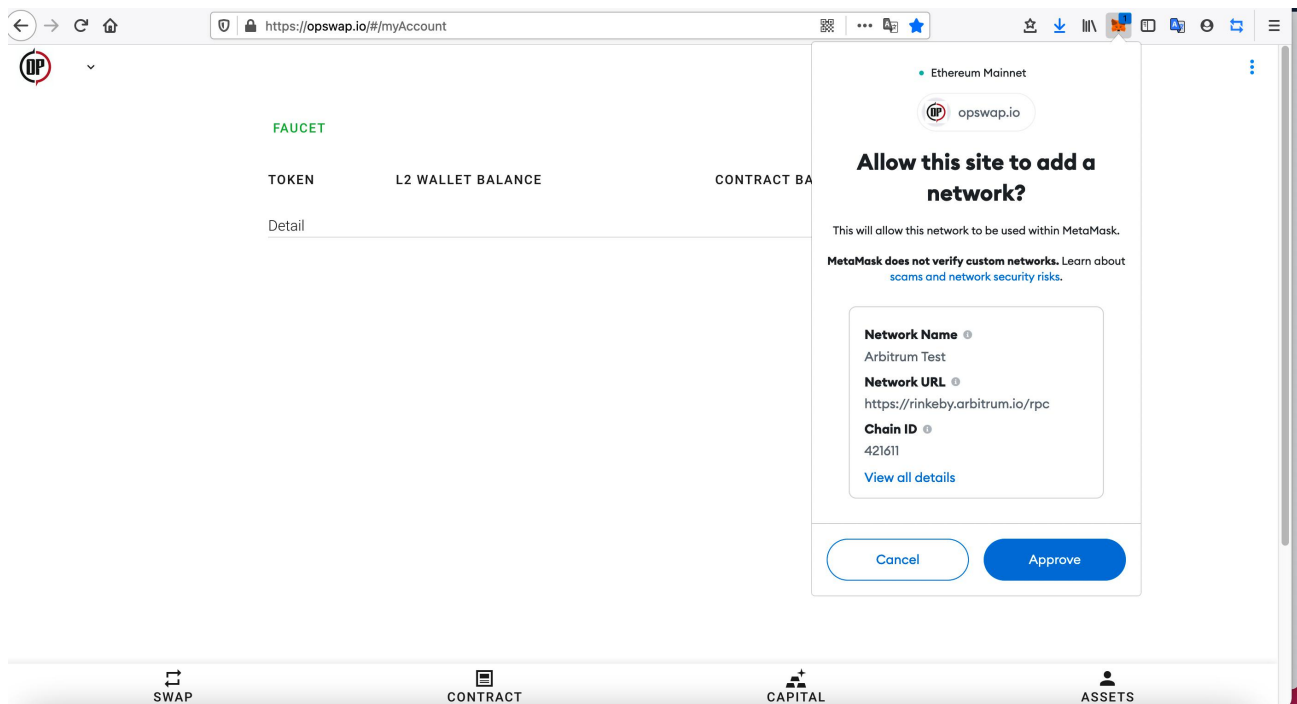 https://opswap.io/#/myAccount
1
OP
FAUCET
TOKEN L2 WALLET BALANCE CONTRACT BA
Detail
Ethereum Mainnet
OP opswap.io
Allow this site to add a
network?
This will allow this network to be used within MetaMask.
MetaMask does not verify custom networks. Learn about
scams and network security risks.
Network Name
Arbitrum Test
Network URL
https://rinkeby.arbitrum.io/rpc
Chain ID
421611
View all details
Cancel Approve
SWAP CONTRACT CAPITAL ASSETS